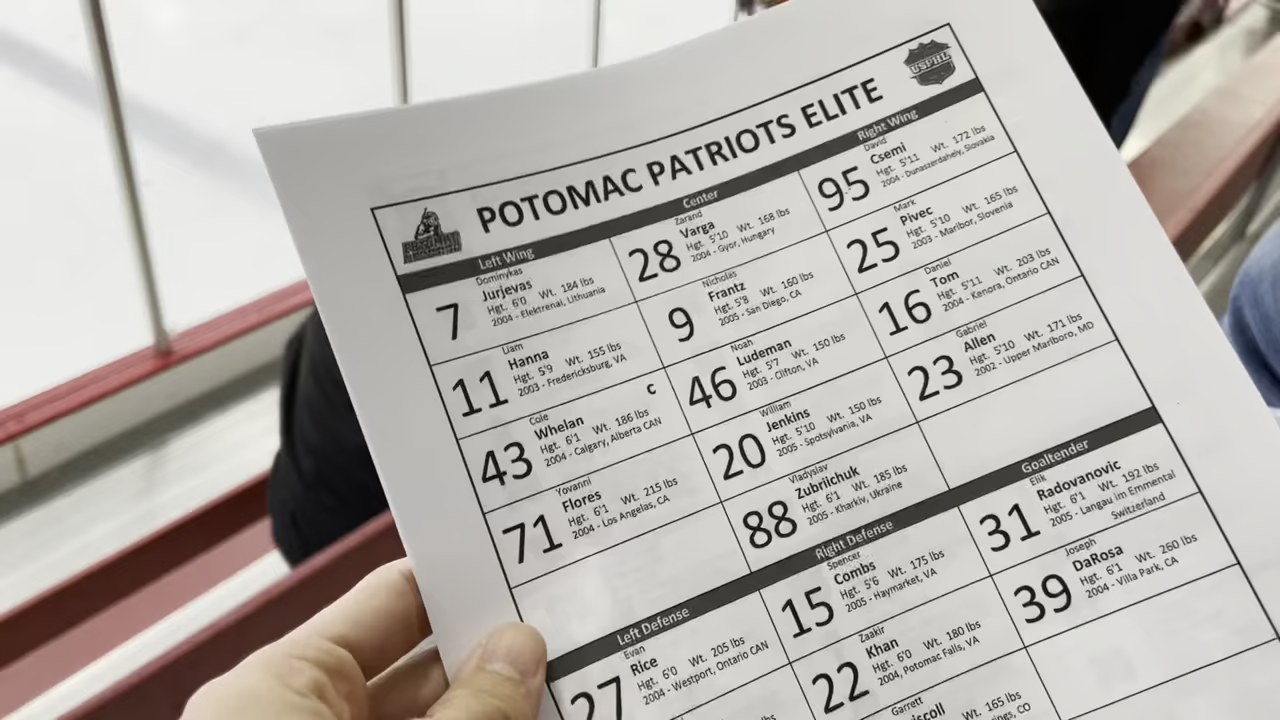 POTOMAC PATRIOTS ELITE
USPHL
Left Wing
Center
Right Wing
7
Dominykas
Jurjevas
Hgt. 6'0 Wt. 184 lbs
2004 - Elektrenai, Lithuania
28
Zarand
Varga
Hgt. 5'10 Wt. 168 lbs
2004 - Gyor, Hungary
95
David
Csemi
Hgt. 5'11 Wt. 172 lbs
2004 - Dunaszerdahely, Slovakia
11
Liam
Hanna
Hgt. 5'9 Wt. 155 lbs
2003 - Fredericksburg, VA
9
Nicholas
Frantz
Hgt. 5'8 Wt. 160 lbs
2005 - San Diego, CA
25
Mark
Pivec
Hgt. 5'10 Wt. 165 lbs
2003 - Maribor, Slovenia
43
Cole
C
Whelan
Hgt. 6'1 Wt. 186 lbs
2004 - Calgary, Alberta CAN
46
Noah
Ludeman
Hgt. 5'7 Wt. 150 lbs
2003 - Clifton, VA
16
Daniel
Tom
Hgt. 5'11 Wt. 203 lbs
2004 - Kenora, Ontario CAN
71
Yovanni
Flores
Hgt. 6'1 Wt. 215 lbs
2004 - Los Angelas, CA
20
William
Jenkins
Hgt. 5'10 Wt. 150 lbs
2005 - Spotsylvania, VA
23
Gabriel
Allen
Hgt. 5'10 Wt. 171 lbs
2002 - Upper Marlboro, MD
88
Vladyslav
Zubriichuk
Hgt. 6'1 Wt. 185 lbs
2005 - Kharkiv, Ukraine
Left Defense
Right Defense
Goaltender
27
Evan
Rice
Hgt. 6'0 Wt. 205 lbs
2004 - Westport, Ontario CAN
15
Spencer
Combs
Hgt. 5'6 Wt. 175 lbs
2005 - Haymarket, VA
31
Elik
Radovanovic
Hgt. 6'1 Wt. 192 lbs
2005 - Langau im Emmental
Switzerland
22
Zaakir
Khan
Hgt. 6'0 Wt. 180 lbs
2004, Potomac Falls, VA
39
Joseph
DaRosa
Hgt. 6'1 Wt. 260 lbs
2004 - Villa Park, CA
Garrett
Wt. 165 lbs
CO
lbs